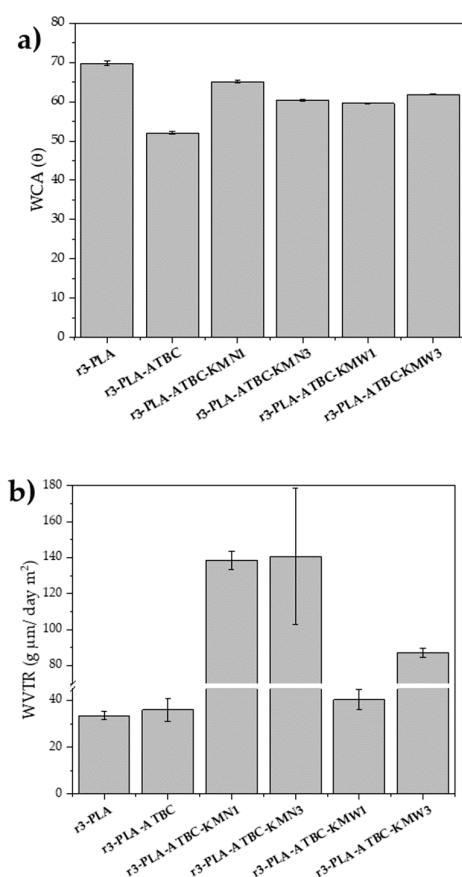 a)
80
70
60
50
40
30
20
10
0
WCA (θ)
r3-PLA
r3-PLA-ATBC
r3-PLA-ATBC-KMN1
r3-PLA-ATBC-KMN3
r3-PLA-ATBC-KMW1
r3-PLA-ATBC-KMW3
b)
180
160
140
120
100
80
40
20
0
WVTR (g μm/ day m²)
r3-PLA
r3-PLA-ATBC
r3-PLA-ATBC-KMN1
r3-PLA-ATBC-KMN3
r3-PLA-ATBC-KMW1
r3-PLA-ATBC-KMW3